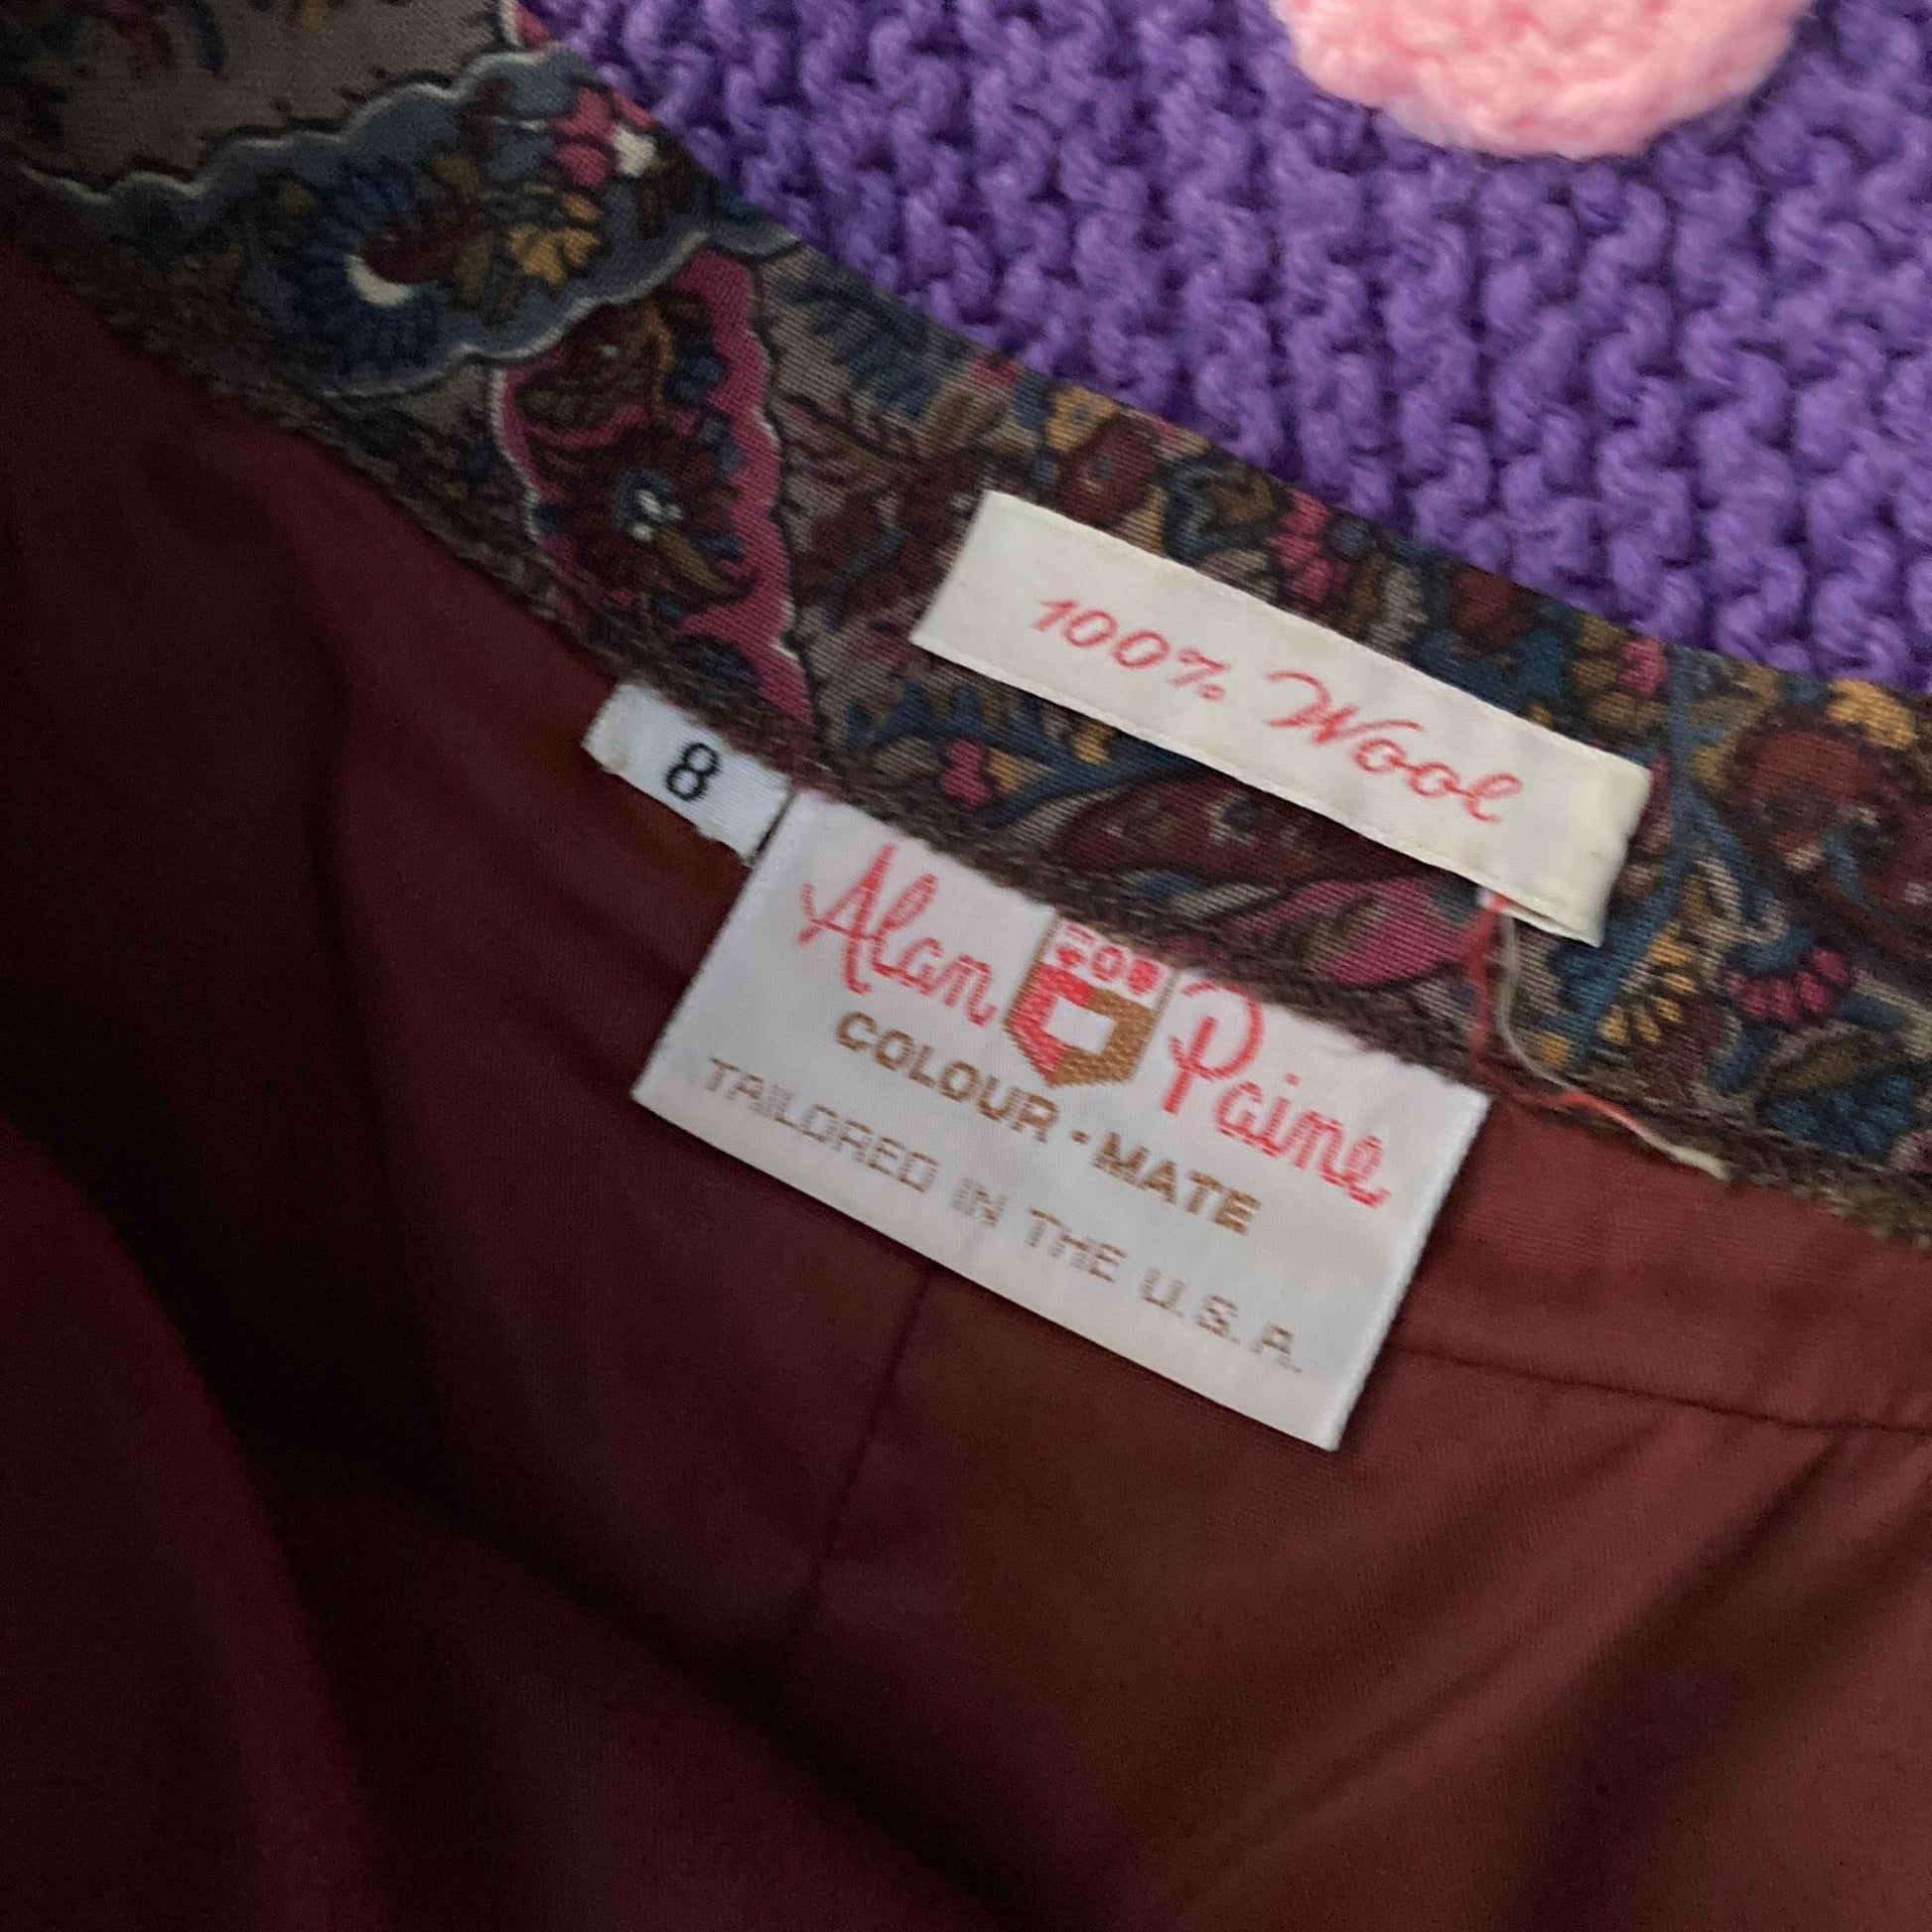 100% Wool
8
Alan Paine
COLOUR·MATE
TAILORED IN THE U.S.A.